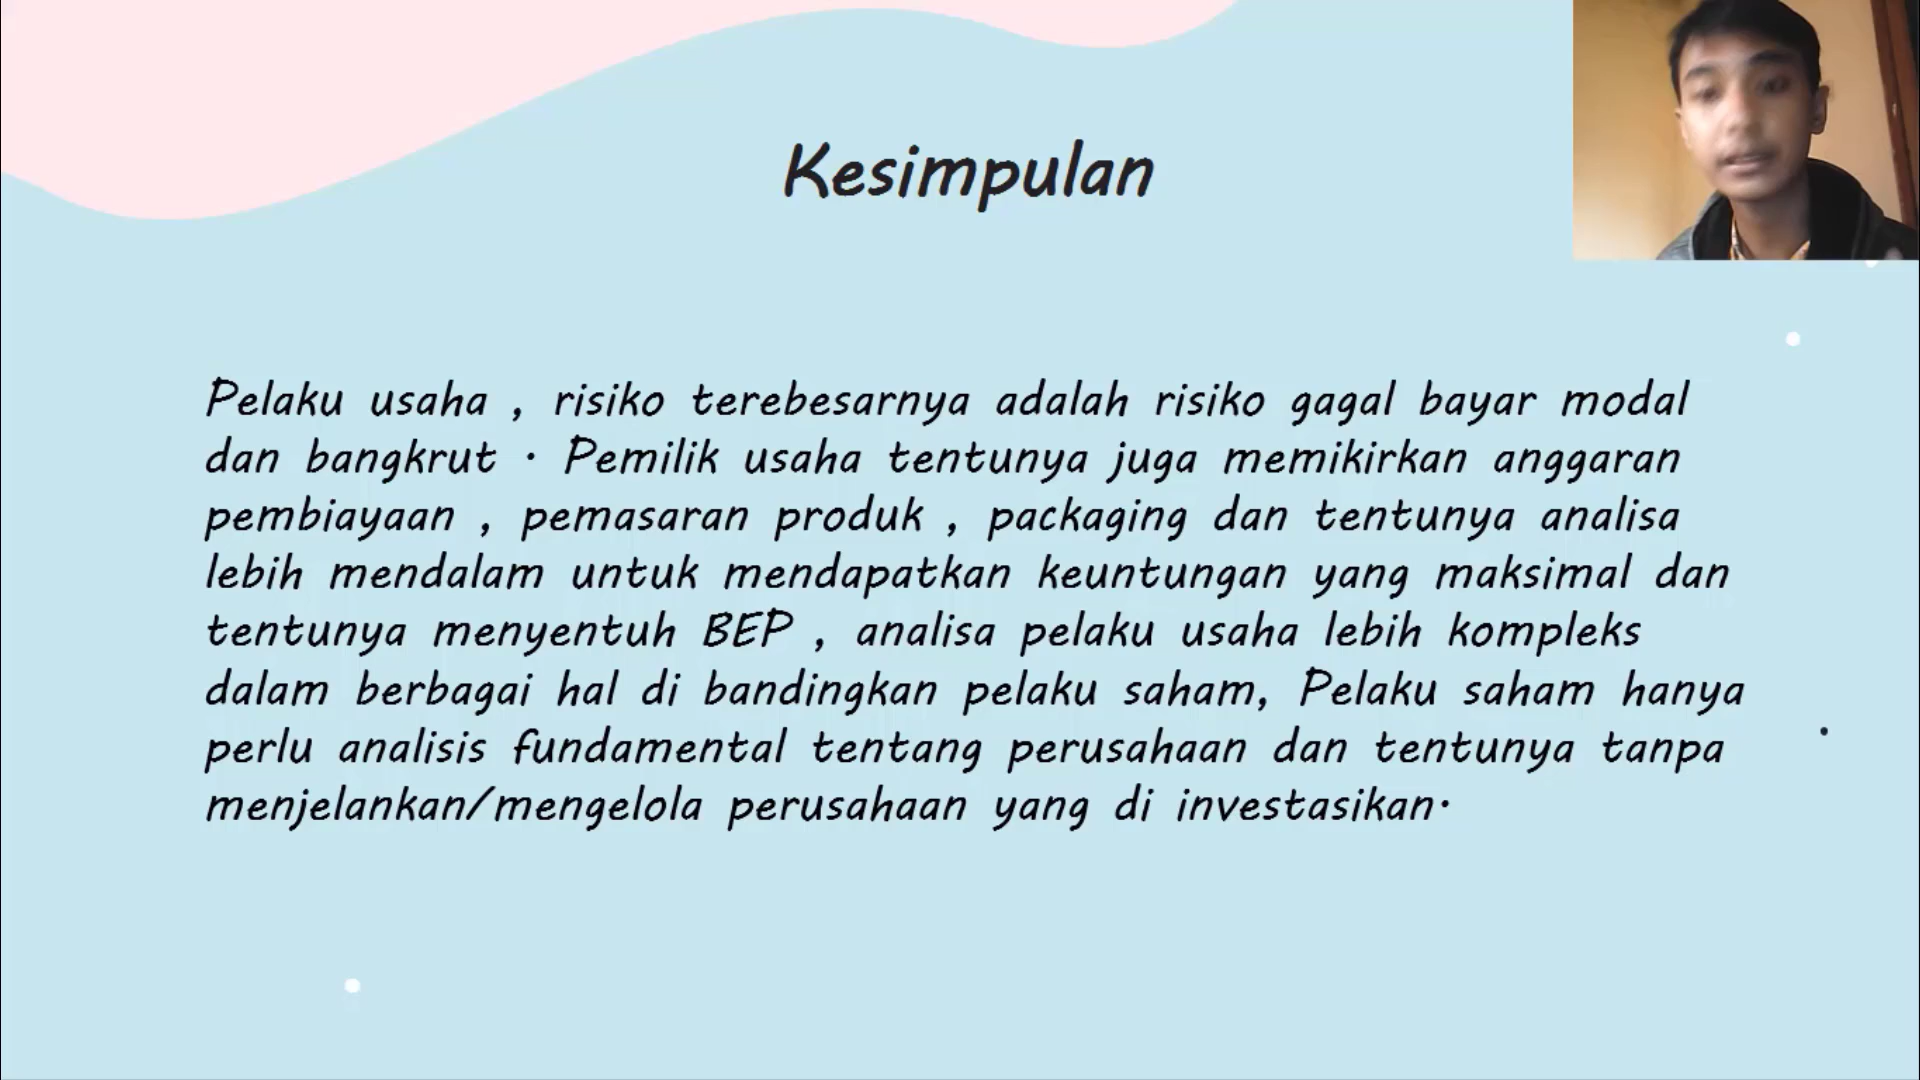 Kesimpulan
Pelaku usaha , risiko terebesarnya adalah risiko gagal bayar modal
dan bangkrut . Pemilik usaha tentunya juga memikirkan anggaran
pembiayaan , pemasaran produk , packaging dan tentunya analisa
lebih mendalam untuk mendapatkan keuntungan yang maksimal dan
tentunya menyentuh BEP , analisa pelaku usaha lebih kompleks
dalam berbagai hal di bandingkan pelaku saham, Pelaku saham hanya
perlu analisis fundamental tentang perusahaan dan tentunya tanpa
menjelankan/mengelola perusahaan yang di investasikan.